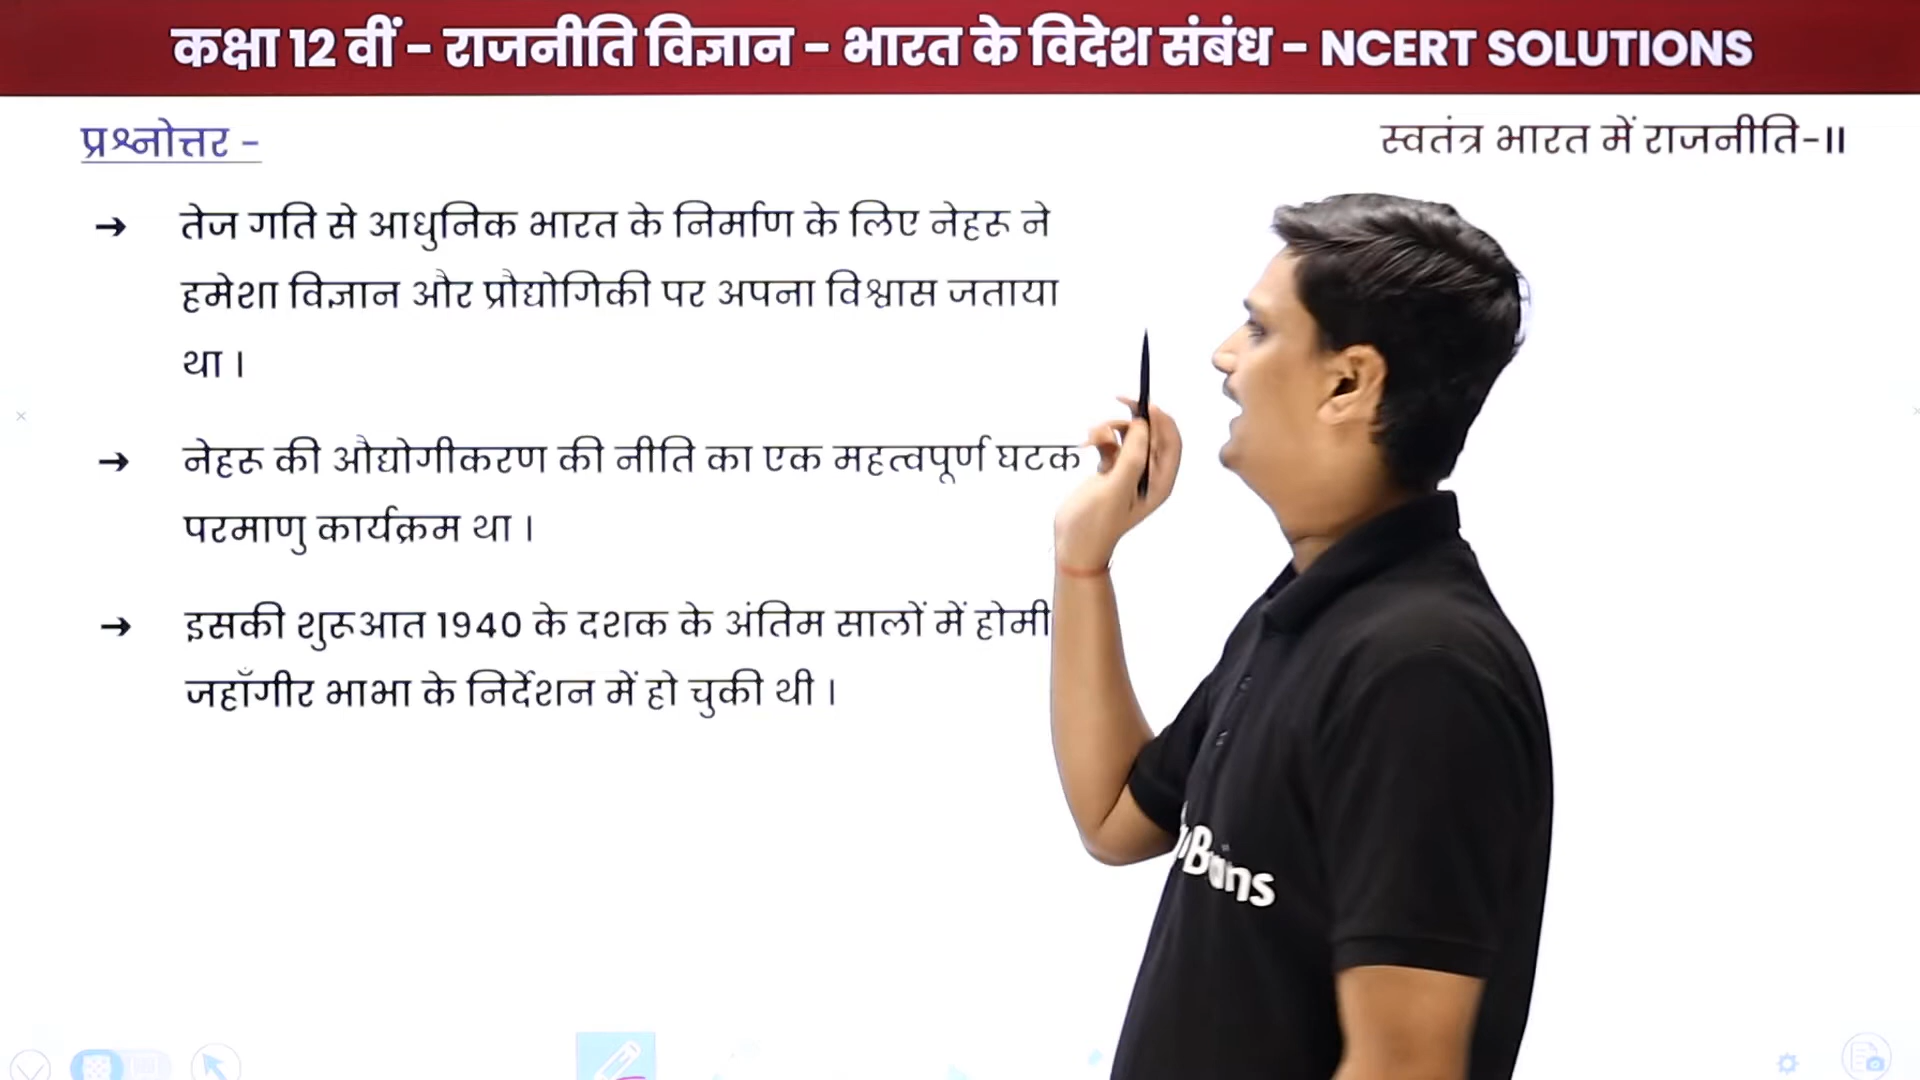 कक्षा 12 वीं – राजनीति विज्ञान – भारत के विदेश संबंध – NCERT SOLUTIONS
प्रश्नोत्तर –
स्वतंत्र भारत में राजनीति-II
→ तेज गति से आधुनिक भारत के निर्माण के लिए नेहरू ने
हमेशा विज्ञान और प्रौद्योगिकी पर अपना विश्वास जताया
था ।
→ नेहरू की औद्योगीकरण की नीति का एक महत्वपूर्ण घटक
परमाणु कार्यक्रम था ।
→ इसकी शुरूआत 1940 के दशक के अंतिम सालों में होमी
जहाँगीर भाभा के निर्देशन में हो चुकी थी ।